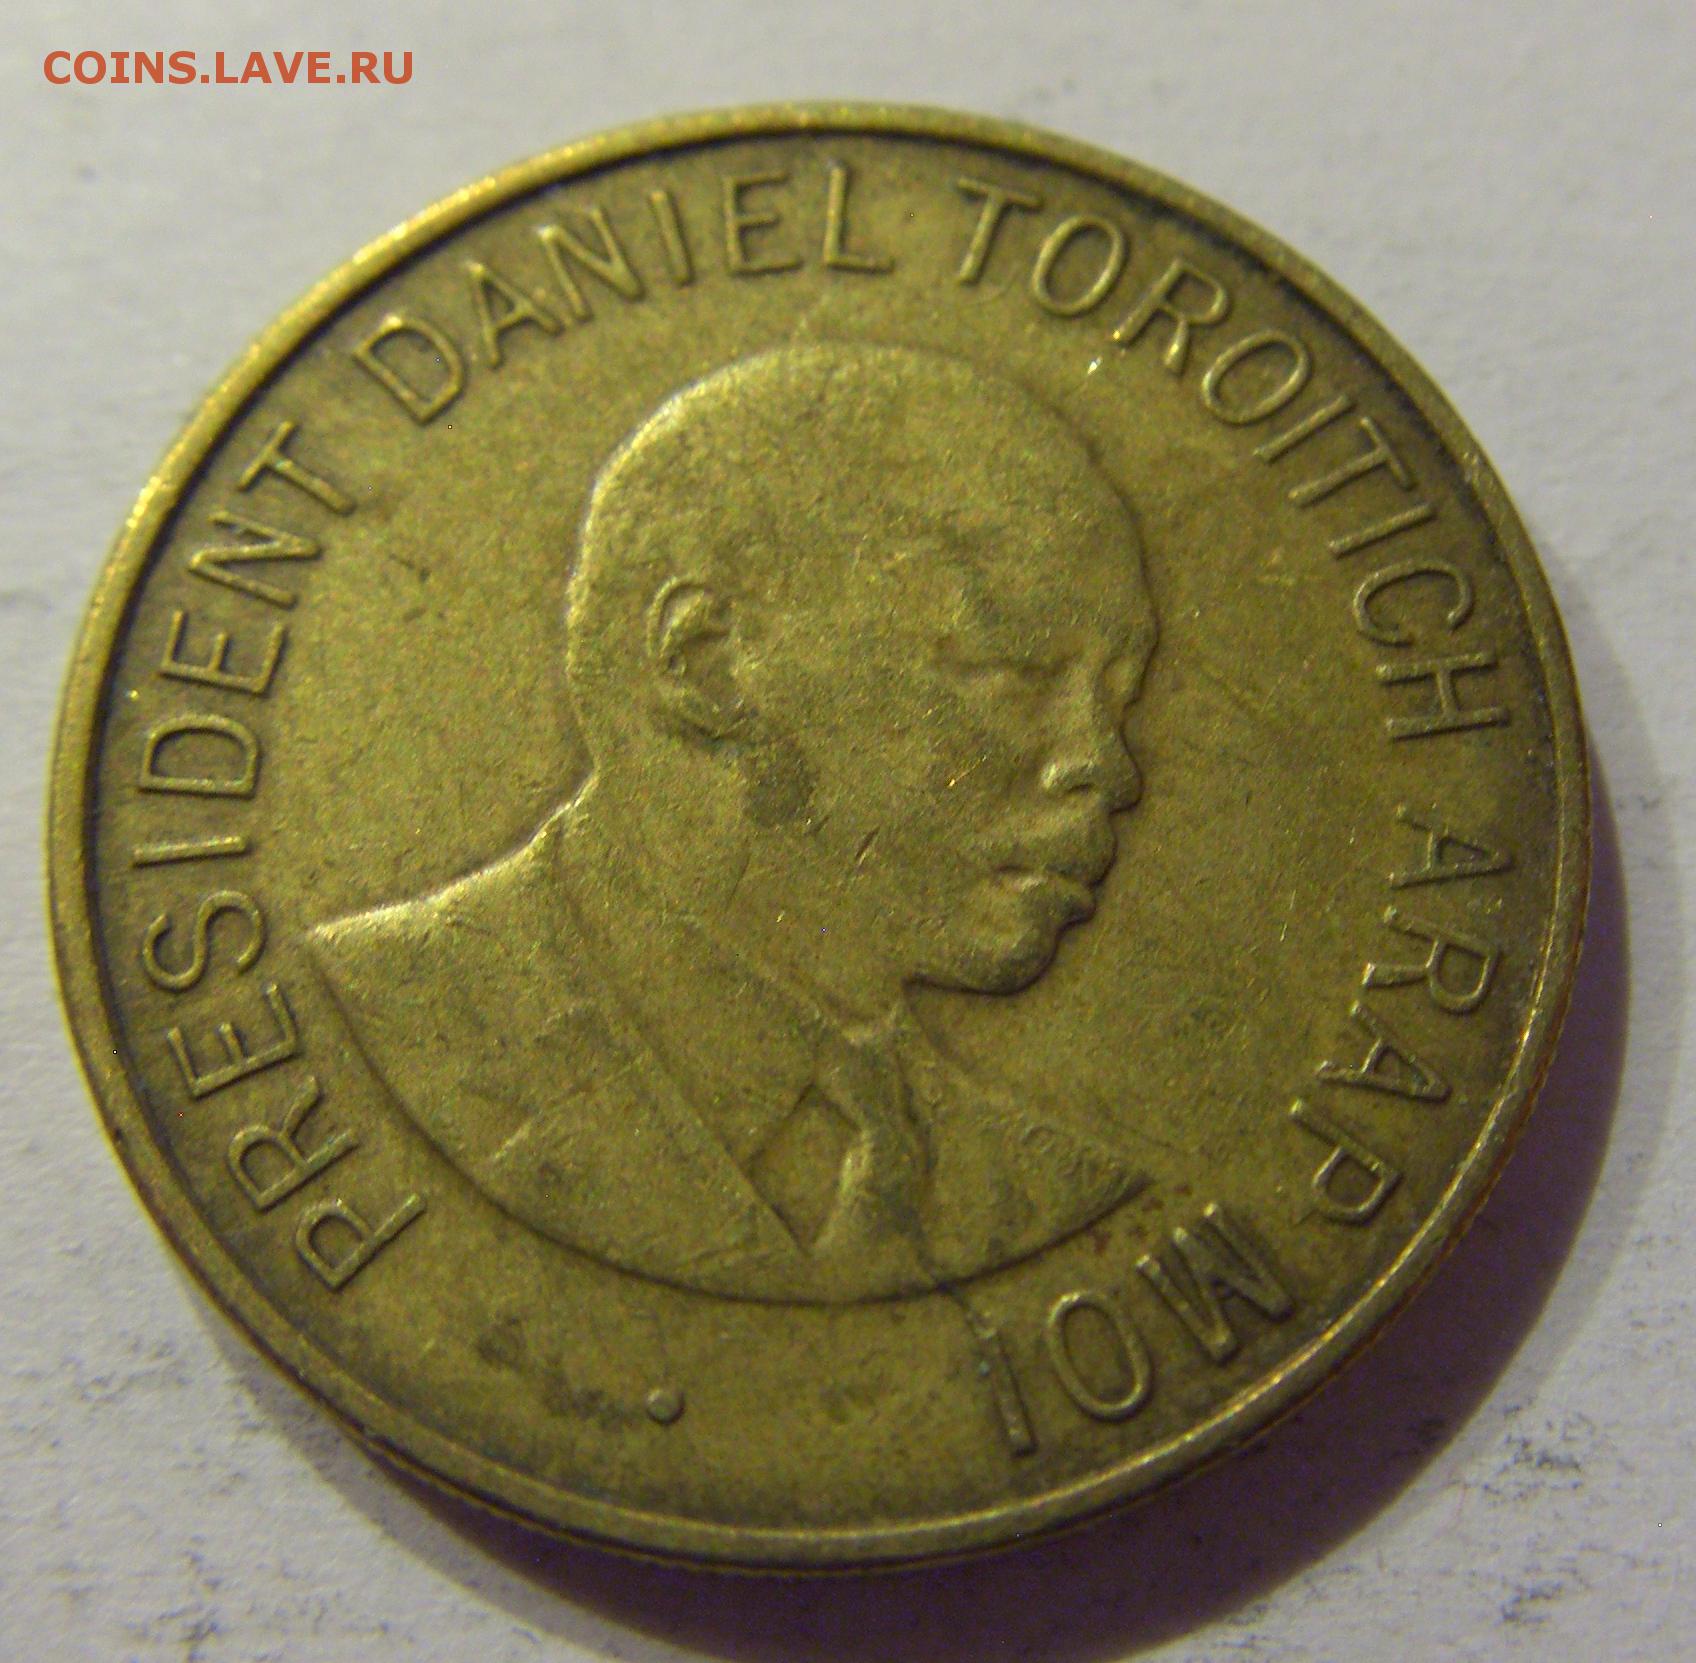 COINS.LAVE.RU
PRESIDENT DANIEL TOROITICH ARAP MOI